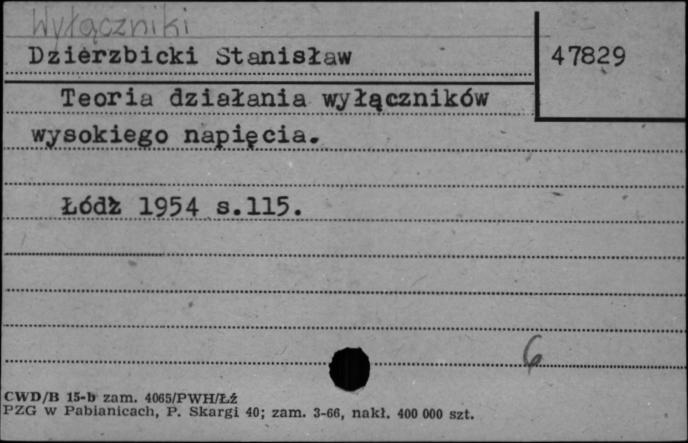 Wyłączniki
Dzierzbicki Stanisław
47829
Teoria działania wyłączników
wysokiego napięcia.
Łódź 1954 s.115.
6
CWD/B 15-b zam. 4065/PWH/Łź
PZG w Pabianicach, P. Skargi 40; zam. 3-66, nakł. 400 000 szt.